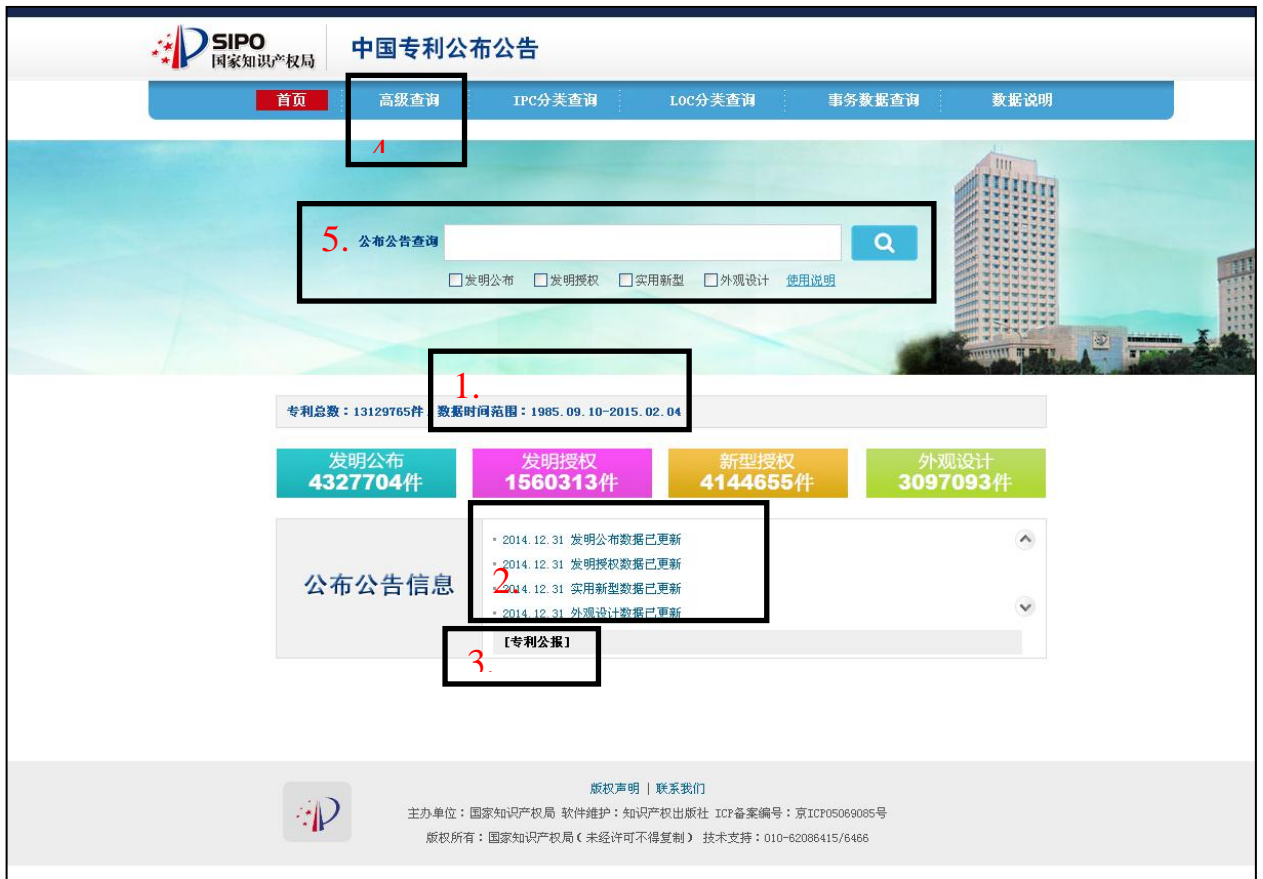 SIPO
国家知识产权局
中国专利公布公告
首页 高级查询 IPC分类查询 LOC分类查询 事务数据查询 数据说明
4.
5. 公布公告查询
发明公布 发明授权 实用新型 外观设计 使用说明
1.
专利总数：13129765件 数据时间范围：1985.09.10-2015.02.04
发明公布 发明授权 新型授权 外观设计
4327704件 1560313件 4144655件 3097093件
公布公告信息
2014.12.31 发明公布数据已更新
2014.12.31 发明授权数据已更新
2.
2014.12.31 实用新型数据已更新
2014.12.31 外观设计数据已更新
[专利公报]
3.
版权声明 | 联系我们
主办单位：国家知识产权局 软件维护：知识产权出版社 ICP备案编号：京ICP05069085号
版权所有：国家知识产权局(未经许可不得复制) 技术支持：010-62086415/6466